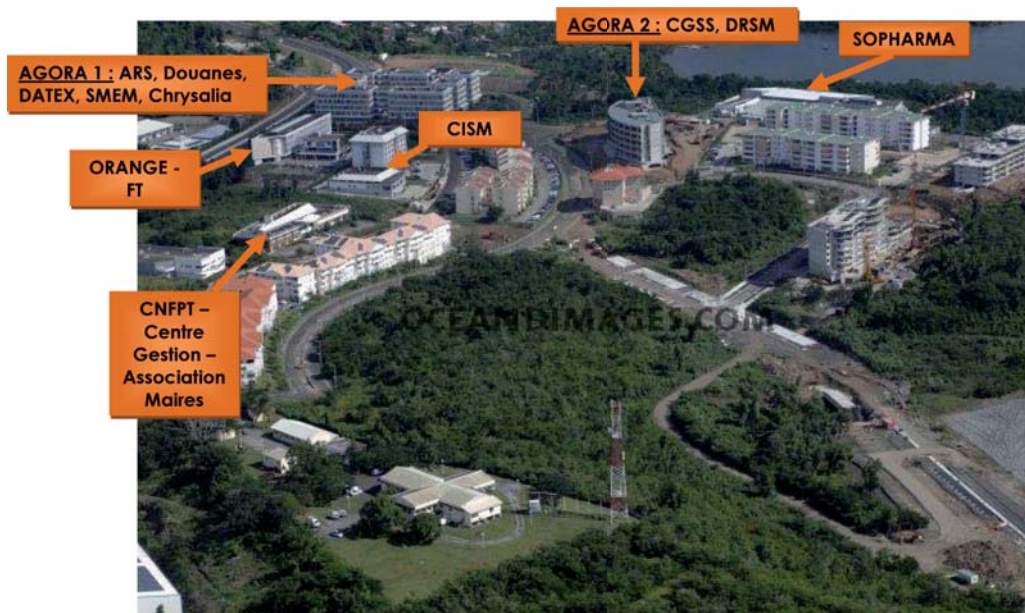 AGORA 2 : CGSS, DRSM
SOPHARMA
AGORA 1 : ARS, Douanes,
DATEX, SMEM, Chrysalia
CISM
ORANGE -
FT
CNFPT –
Centre
Gestion –
Association
Maires
OCEANDIMAGES.COM